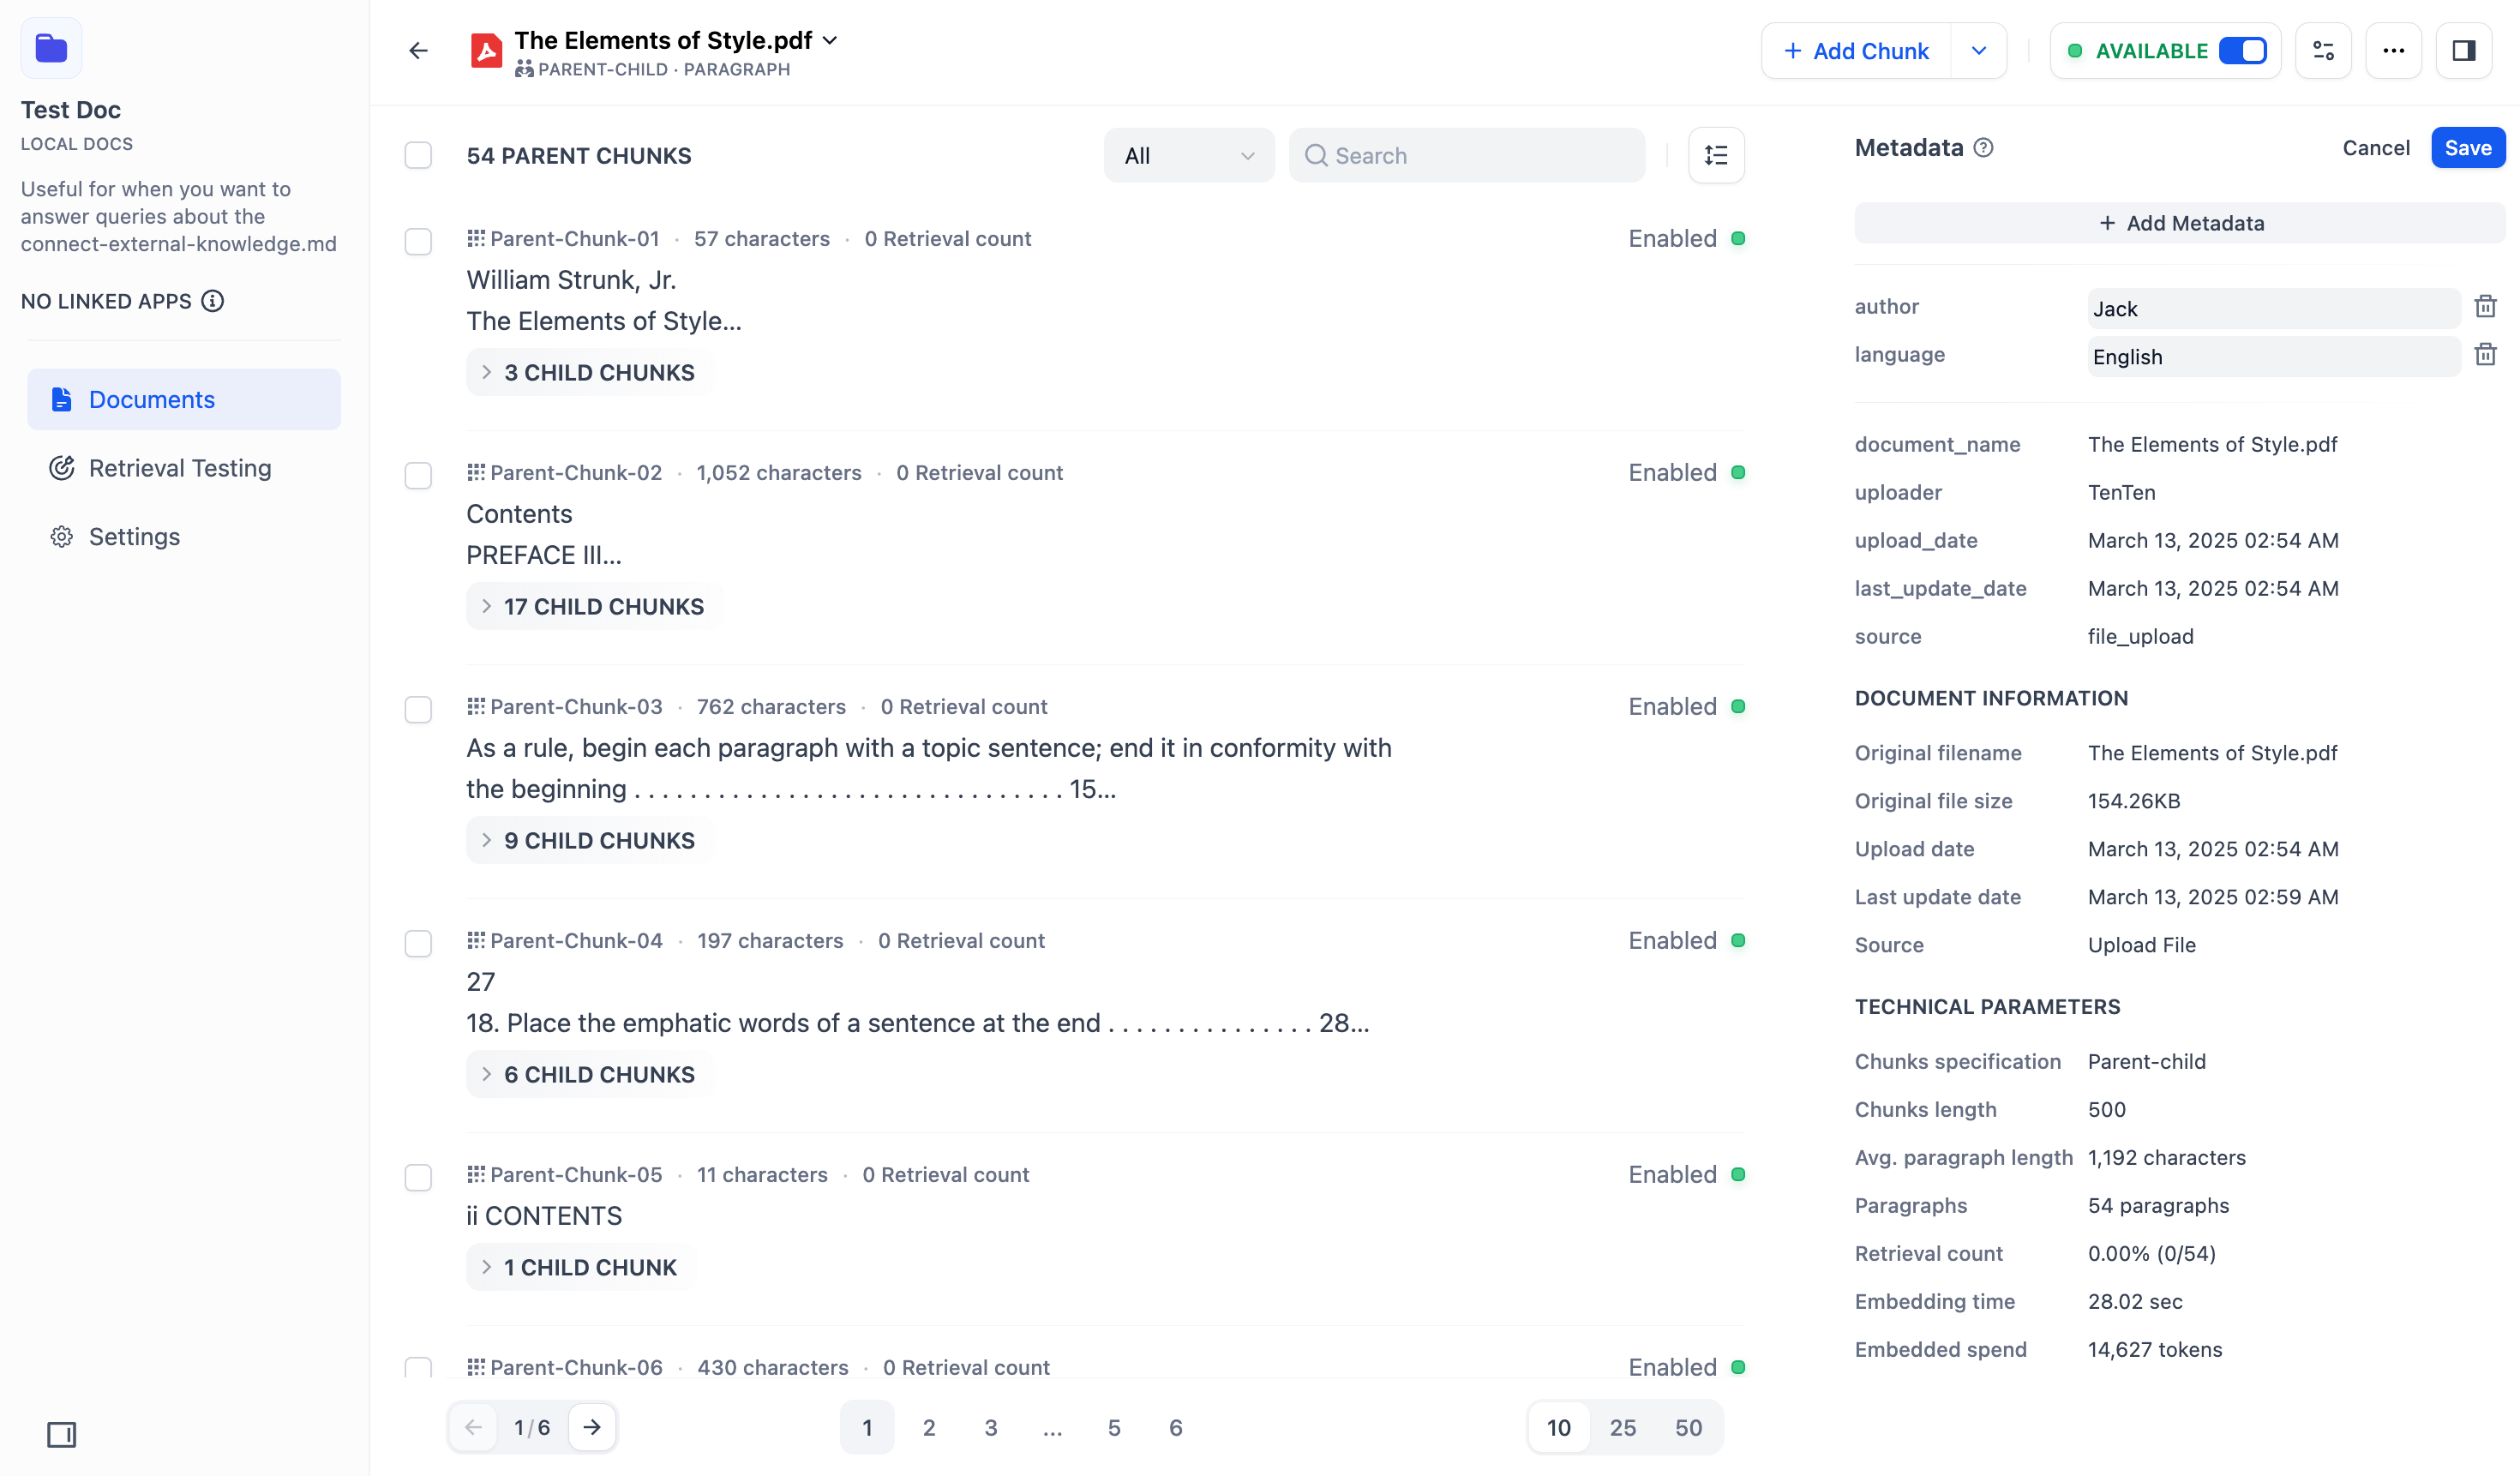 Test Doc
LOCAL DOCS
Useful for when you want to
answer queries about the
connect-external-knowledge.md
NO LINKED APPS
Documents
Retrieval Testing
Settings
The Elements of Style.pdf
PARENT-CHILD · PARAGRAPH
+ Add Chunk
AVAILABLE
54 PARENT CHUNKS
All
Search
Parent-Chunk-01 · 57 characters · 0 Retrieval count
Enabled
William Strunk, Jr.
The Elements of Style...
3 CHILD CHUNKS
Parent-Chunk-02 · 1,052 characters · 0 Retrieval count
Enabled
Contents
PREFACE III...
17 CHILD CHUNKS
Parent-Chunk-03 · 762 characters · 0 Retrieval count
Enabled
As a rule, begin each paragraph with a topic sentence; end it in conformity with
the beginning . . . . . . . . . . . . . . . . . . . . . . . . . . . . . . . 15...
9 CHILD CHUNKS
Parent-Chunk-04 · 197 characters · 0 Retrieval count
Enabled
27
18. Place the emphatic words of a sentence at the end . . . . . . . . . . . . . . . 28...
6 CHILD CHUNKS
Parent-Chunk-05 · 11 characters · 0 Retrieval count
Enabled
ii CONTENTS
1 CHILD CHUNK
Parent-Chunk-06 · 430 characters · 0 Retrieval count
Enabled
1/6
1 2 3 ... 5 6
10 25 50
Metadata
Cancel
Save
+ Add Metadata
author Jack
language English
document_name The Elements of Style.pdf
uploader TenTen
upload_date March 13, 2025 02:54 AM
last_update_date March 13, 2025 02:54 AM
source file_upload
DOCUMENT INFORMATION
Original filename The Elements of Style.pdf
Original file size 154.26KB
Upload date March 13, 2025 02:54 AM
Last update date March 13, 2025 02:59 AM
Source Upload File
TECHNICAL PARAMETERS
Chunks specification Parent-child
Chunks length 500
Avg. paragraph length 1,192 characters
Paragraphs 54 paragraphs
Retrieval count 0.00% (0/54)
Embedding time 28.02 sec
Embedded spend 14,627 tokens